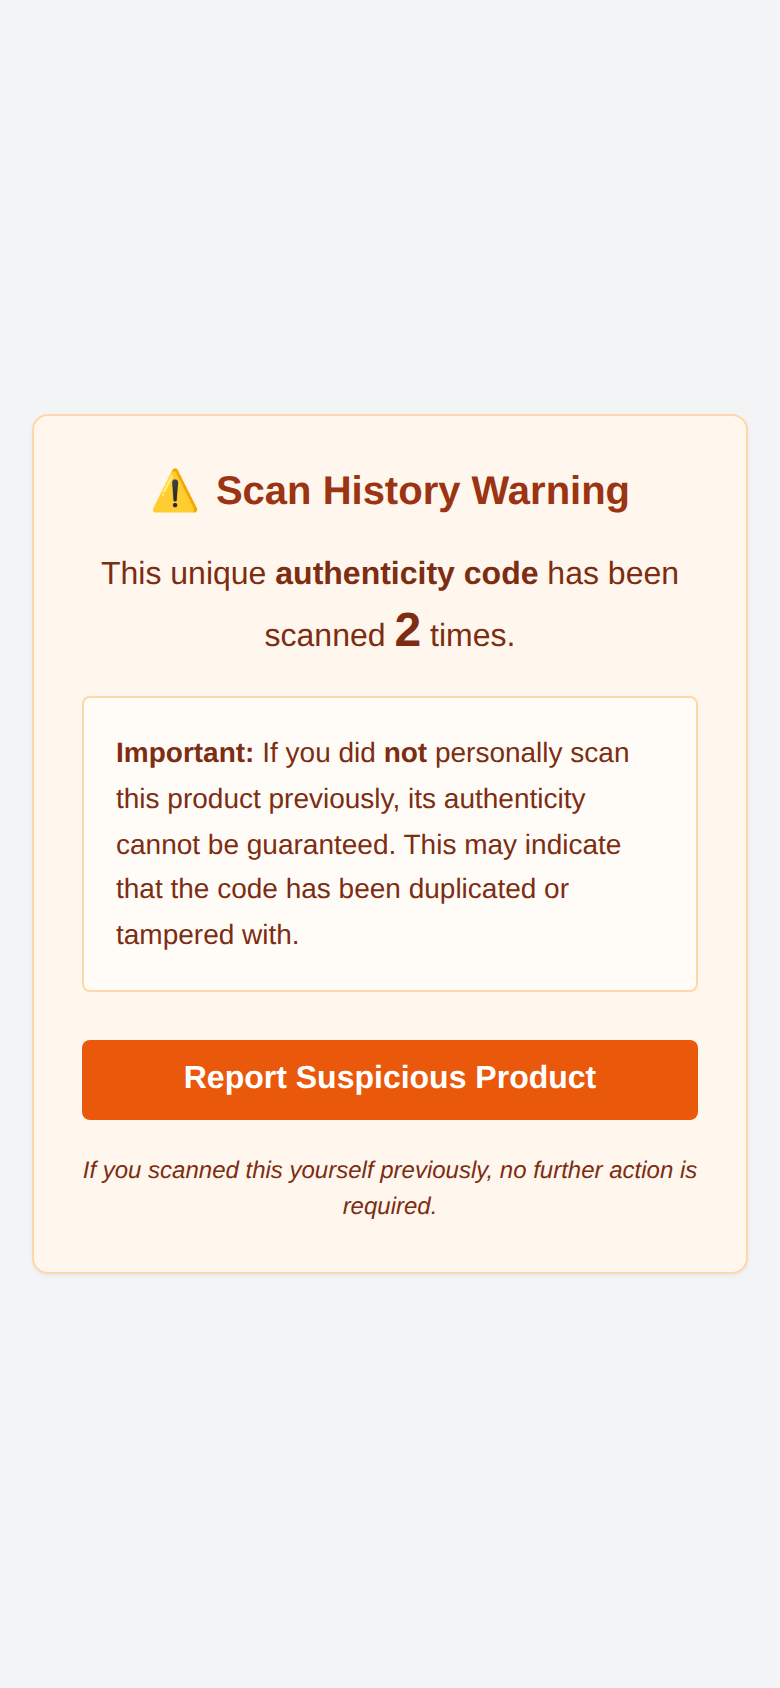 ⚠️ Scan History Warning
This unique authenticity code has been
scanned 2 times.
Important: If you did not personally scan
this product previously, its authenticity
cannot be guaranteed. This may indicate
that the code has been duplicated or
tampered with.
Report Suspicious Product
If you scanned this yourself previously, no further action is
required.